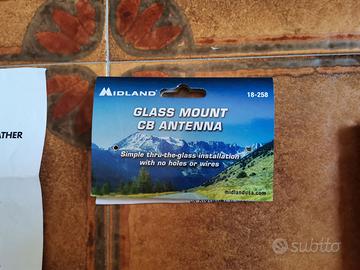 MIDLAND
18-258
GLASS MOUNT
CB ANTENNA
Simple thru-the-glass installation
with no holes or wires
midlandusa.com
ATHER
subito